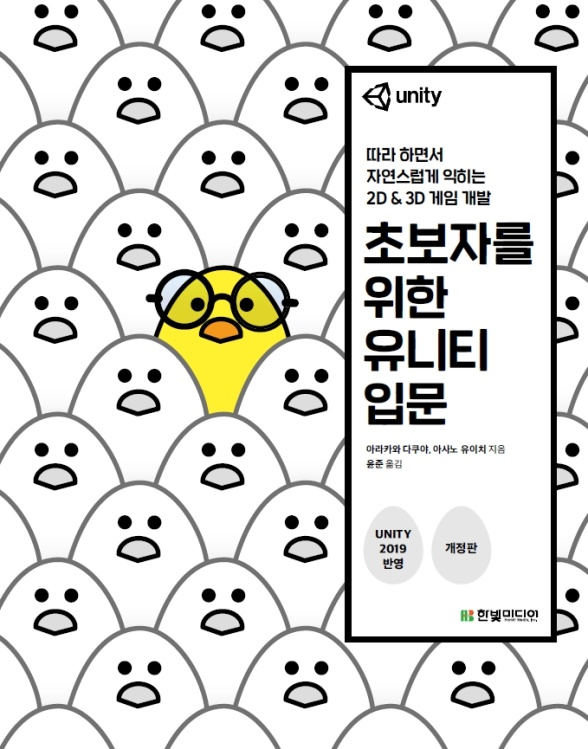 unity
따라 하면서
자연스럽게 익히는
2D & 3D 게임 개발
초보자를
위한
유니티
입문
아라카와 다쿠야, 아사노 유이치 지음
윤준 옮김
UNITY
2019
반영
개정판
한빛미디어